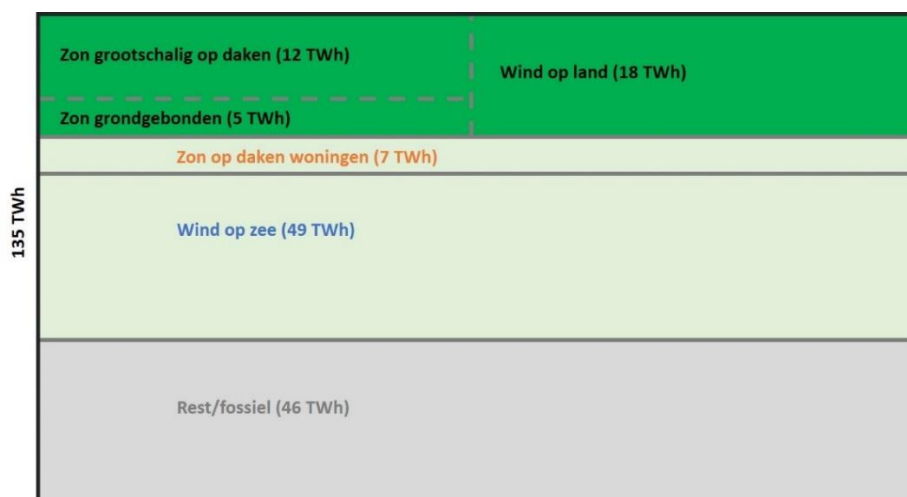 Zon grootschalig op daken (12 TWh)
Wind op land (18 TWh)
Zon grondgebonden (5 TWh)
Zon op daken woningen (7 TWh)
135 TWh
Wind op zee (49 TWh)
Rest/fossiel (46 TWh)